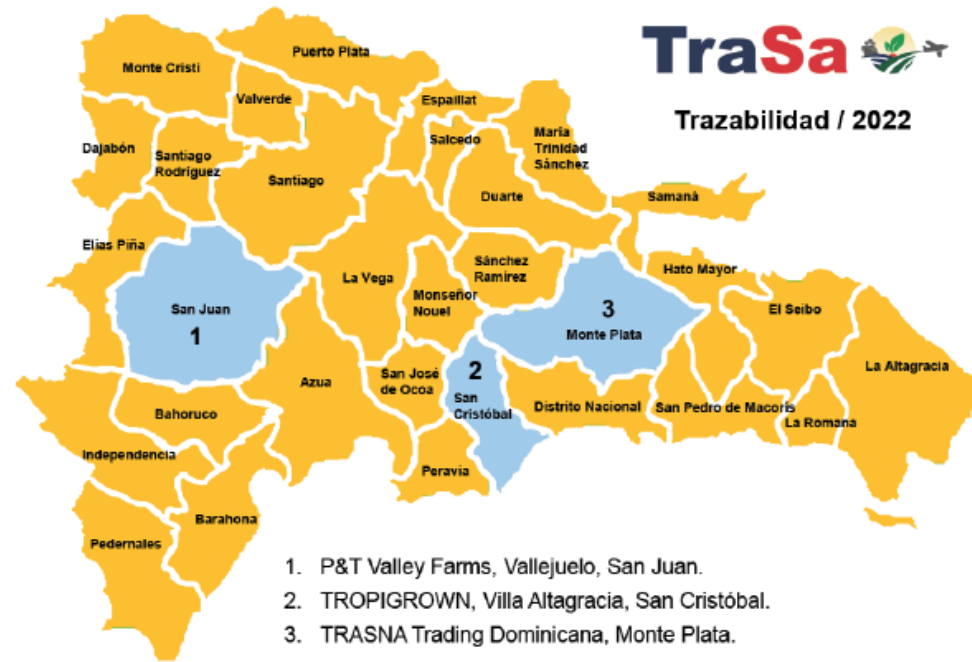 TraSa
Trazabilidad / 2022
Puerto Plata
Monte Cristi
Valverde
Espaillat
Salcedo
María
Trinidad
Sánchez
Dajabón
Santiago
Rodríguez
Santiago
Duarte
Samaná
Elías Piña
La Vega
Sánchez
Ramírez
Hato Mayor
Monseñor
Nouel
San Juan
1
3
Monte Plata
El Seibo
La Altagracia
Azua
San José
de Ocoa
2
San
Cristóbal
Distrito Nacional
San Pedro de Macorís
La Romana
Bahoruco
Independencia
Peravia
Barahona
Pedernales
1. P&T Valley Farms, Vallejuelo, San Juan.
2. TROPIGROWN, Villa Altagracia, San Cristóbal.
3. TRASNA Trading Dominicana, Monte Plata.